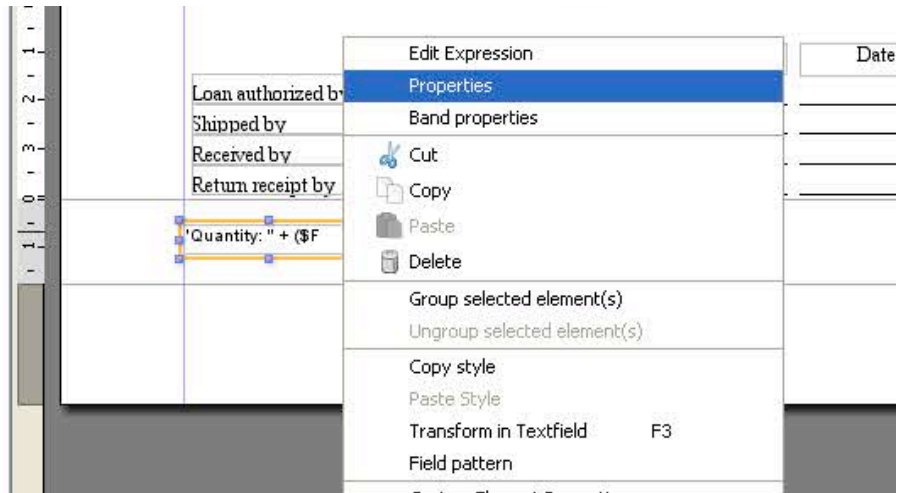 Edit Expression
Date
Properties
Loan authorized by
Band properties
Shipped by
Received by
Cut
Return receipt by
Copy
Paste
"Quantity: " + ($F
Delete
Group selected element(s)
Ungroup selected element(s)
Copy style
Paste Style
Transform in Textfield F3
Field pattern